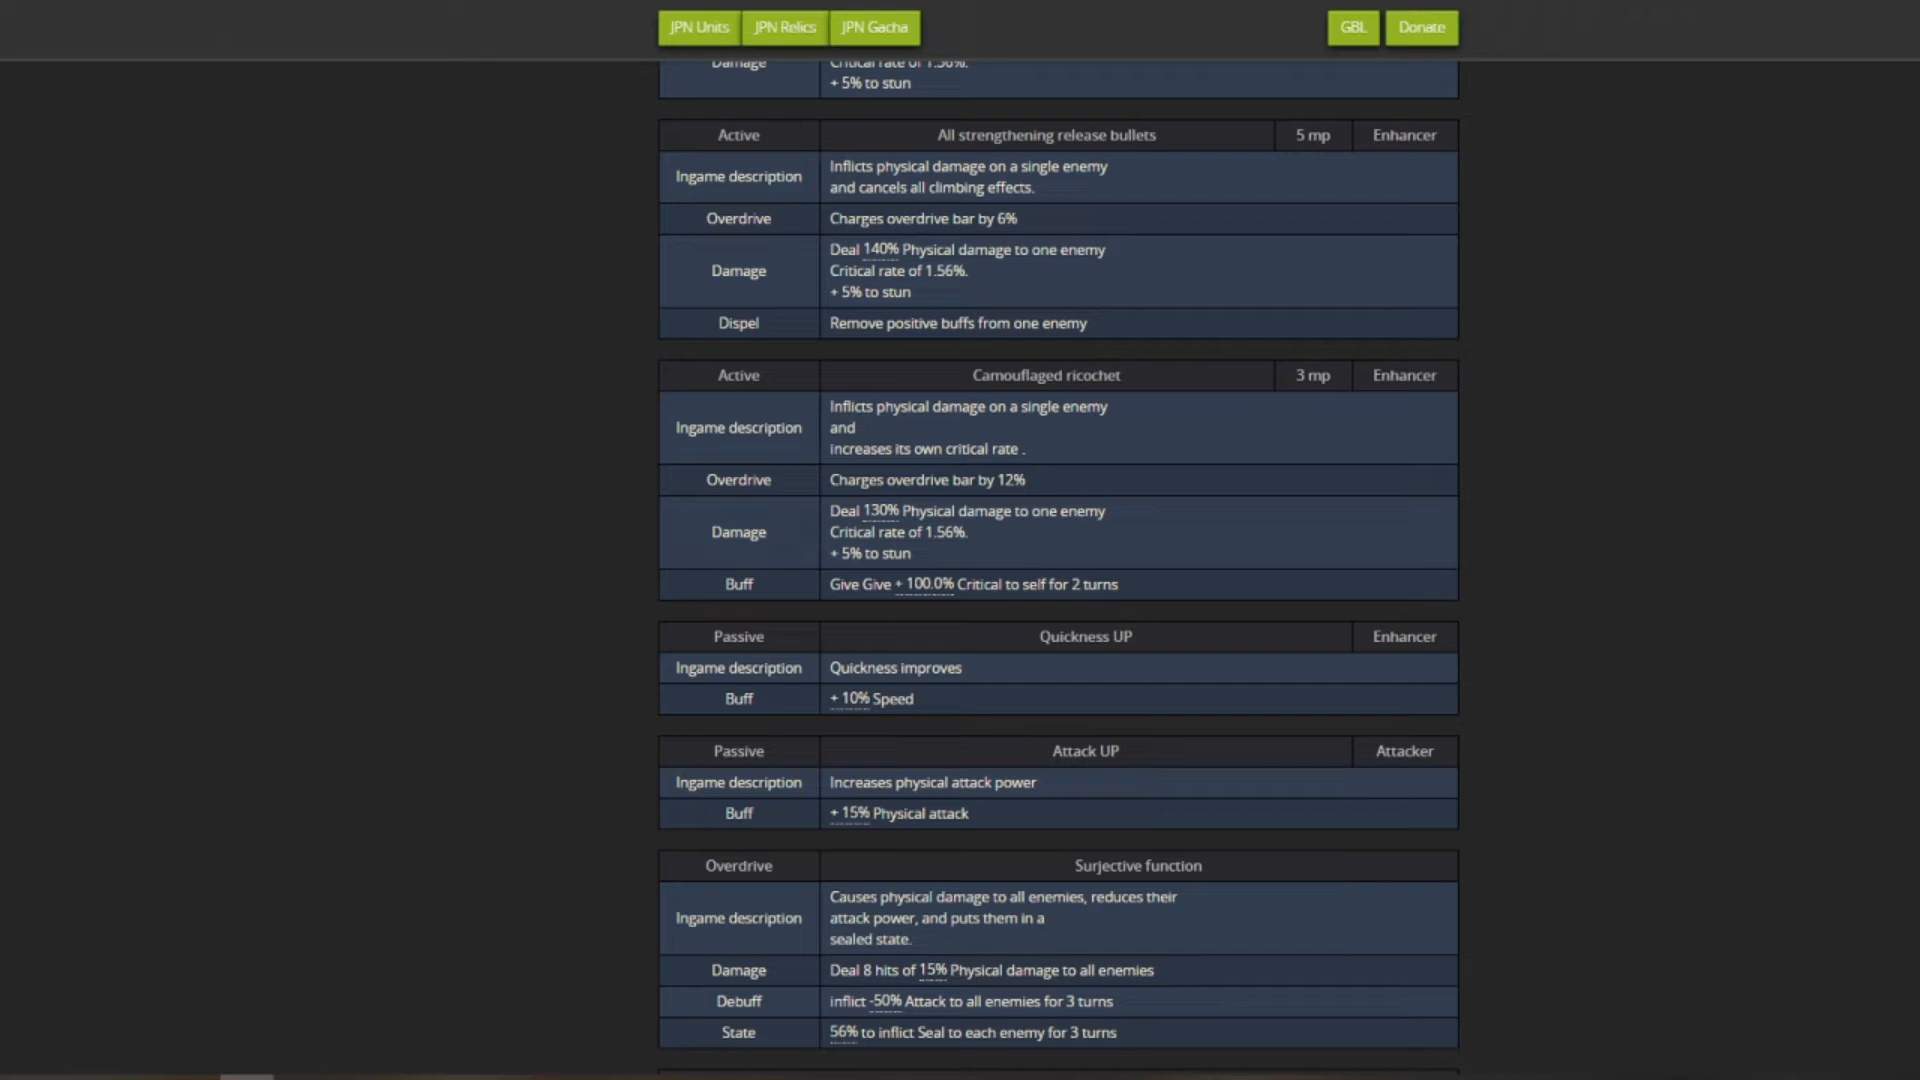 JPN Units JPN Relics JPN Gacha GBL Donate
Damage Critical rate of 1.56%.
+ 5% to stun
Active All strengthening release bullets 5 mp Enhancer
Ingame description Inflicts physical damage on a single enemy
and cancels all climbing effects.
Overdrive Charges overdrive bar by 6%
Damage Deal 140% Physical damage to one enemy
Critical rate of 1.56%.
+ 5% to stun
Dispel Remove positive buffs from one enemy
Active Camouflaged ricochet 3 mp Enhancer
Ingame description Inflicts physical damage on a single enemy
and
increases its own critical rate .
Overdrive Charges overdrive bar by 12%
Damage Deal 130% Physical damage to one enemy
Critical rate of 1.56%.
+ 5% to stun
Buff Give Give + 100.0% Critical to self for 2 turns
Passive Quickness UP Enhancer
Ingame description Quickness improves
Buff + 10% Speed
Passive Attack UP Attacker
Ingame description Increases physical attack power
Buff + 15% Physical attack
Overdrive Surjective function
Ingame description Causes physical damage to all enemies, reduces their
attack power, and puts them in a
sealed state.
Damage Deal 8 hits of 15% Physical damage to all enemies
Debuff inflict -50% Attack to all enemies for 3 turns
State 56% to inflict Seal to each enemy for 3 turns